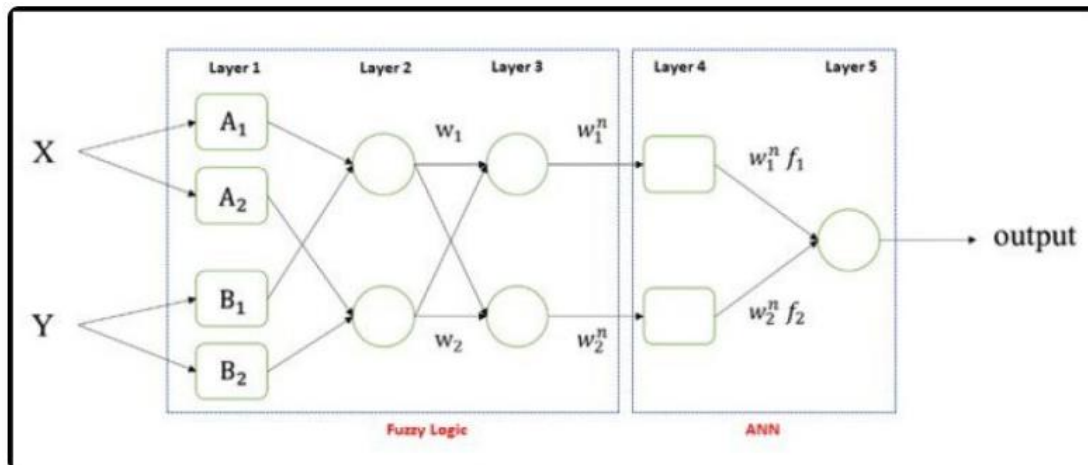 Layer 1 Layer 2 Layer 3 Layer 4 Layer 5
A₁
w₁ w₁ⁿ
X
w₁ⁿ f₁
A₂
output
B₁
w₂ⁿ f₂
Y
w₂ w₂ⁿ
B₂
Fuzzy Logic ANN